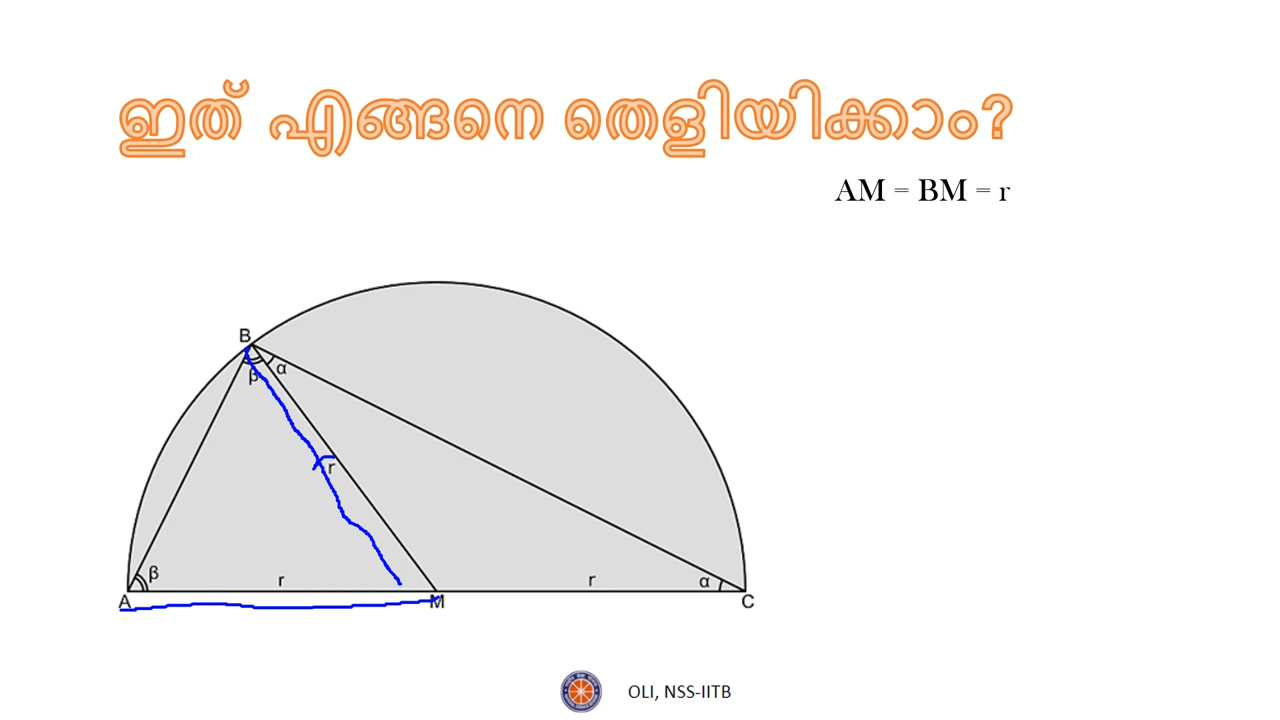 ഇത് എങ്ങനെ തെളിയിക്കാം?
AM = BM = r
B
α
β
r
β
r
r
α
A
M
C
OLI, NSS-IITB